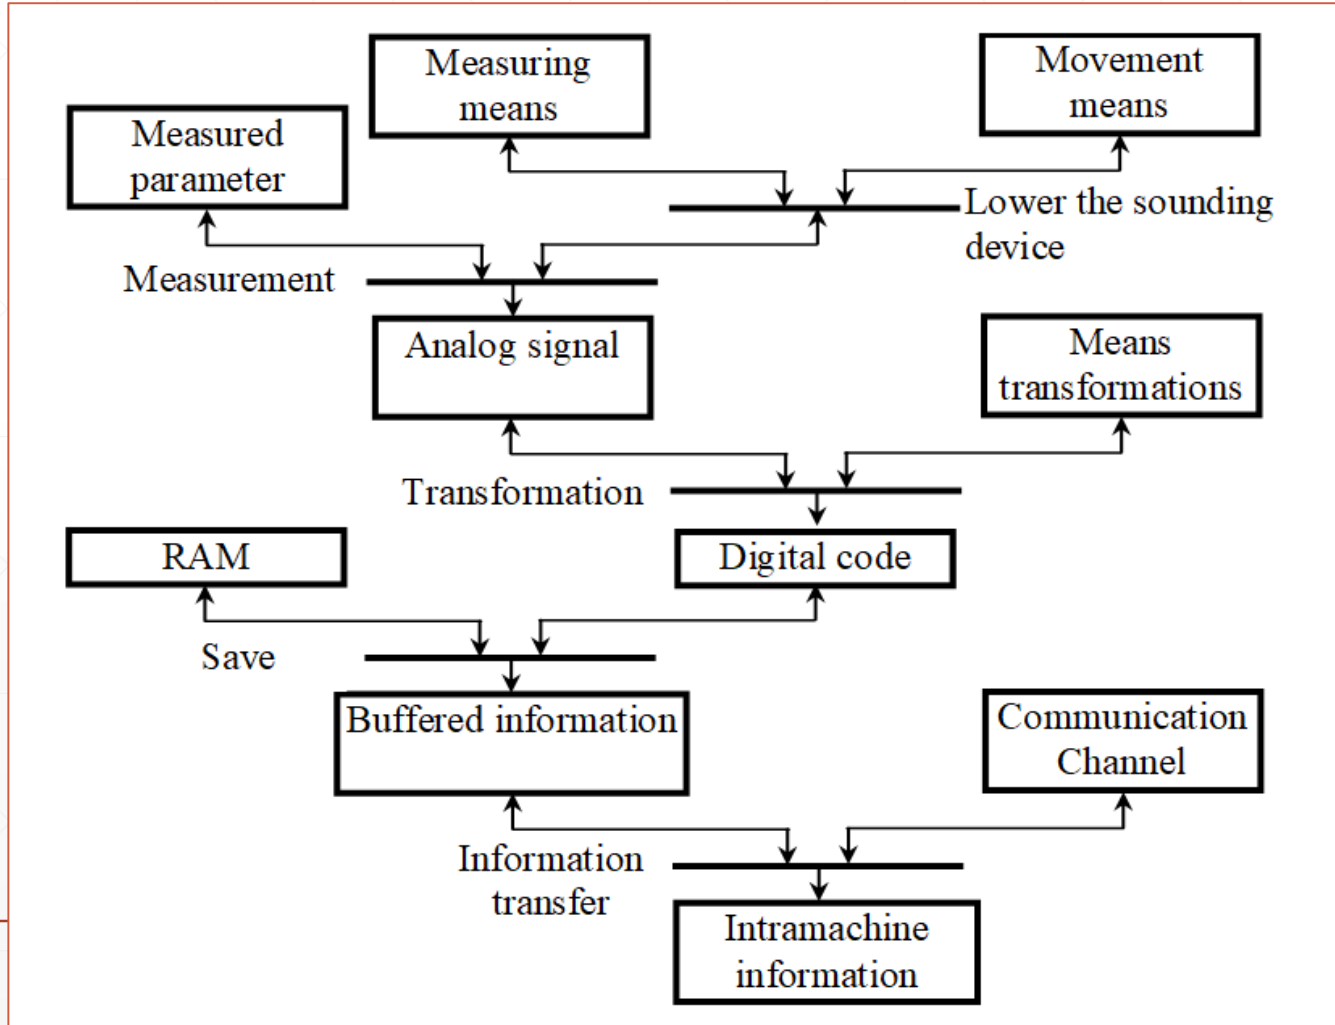 Measuring
means
Movement
means
Measured
parameter
Lower the sounding
device
Measurement
Analog signal
Means
transformations
Transformation
RAM
Digital code
Save
Buffered information
Communication
Channel
Information
transfer
Intramachine
information